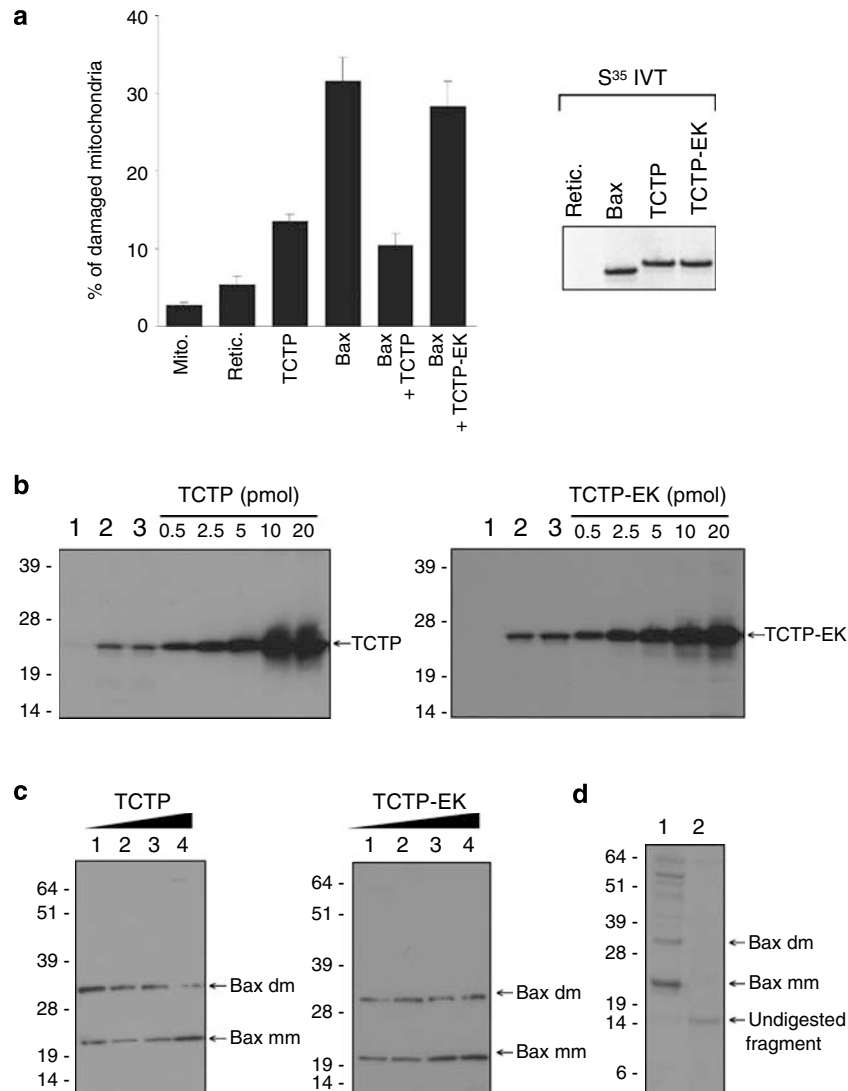 a
40
30
20
10
0
% of damaged mitochondria
Mito.
Retic.
TCTP
Bax
Bax
+ TCTP
Bax
+ TCTP-EK
S35 IVT
Retic.
Bax
TCTP
TCTP-EK
b
TCTP (pmol)
1 2 3 0.5 2.5 5 10 20
39 -
28 -
19 -
14 -
←TCTP
TCTP-EK (pmol)
1 2 3 0.5 2.5 5 10 20
39 -
28 -
19 -
14 -
←TCTP-EK
c
TCTP
1 2 3 4
64 -
51 -
39 -
28 -
19 -
14 -
← Bax dm
← Bax mm
TCTP-EK
1 2 3 4
64 -
51 -
39 -
28 -
19 -
14 -
← Bax dm
← Bax mm
d
1 2
64 -
51 -
39 -
28 -
19 -
14 -
6 -
← Bax dm
← Bax mm
← Undigested
fragment